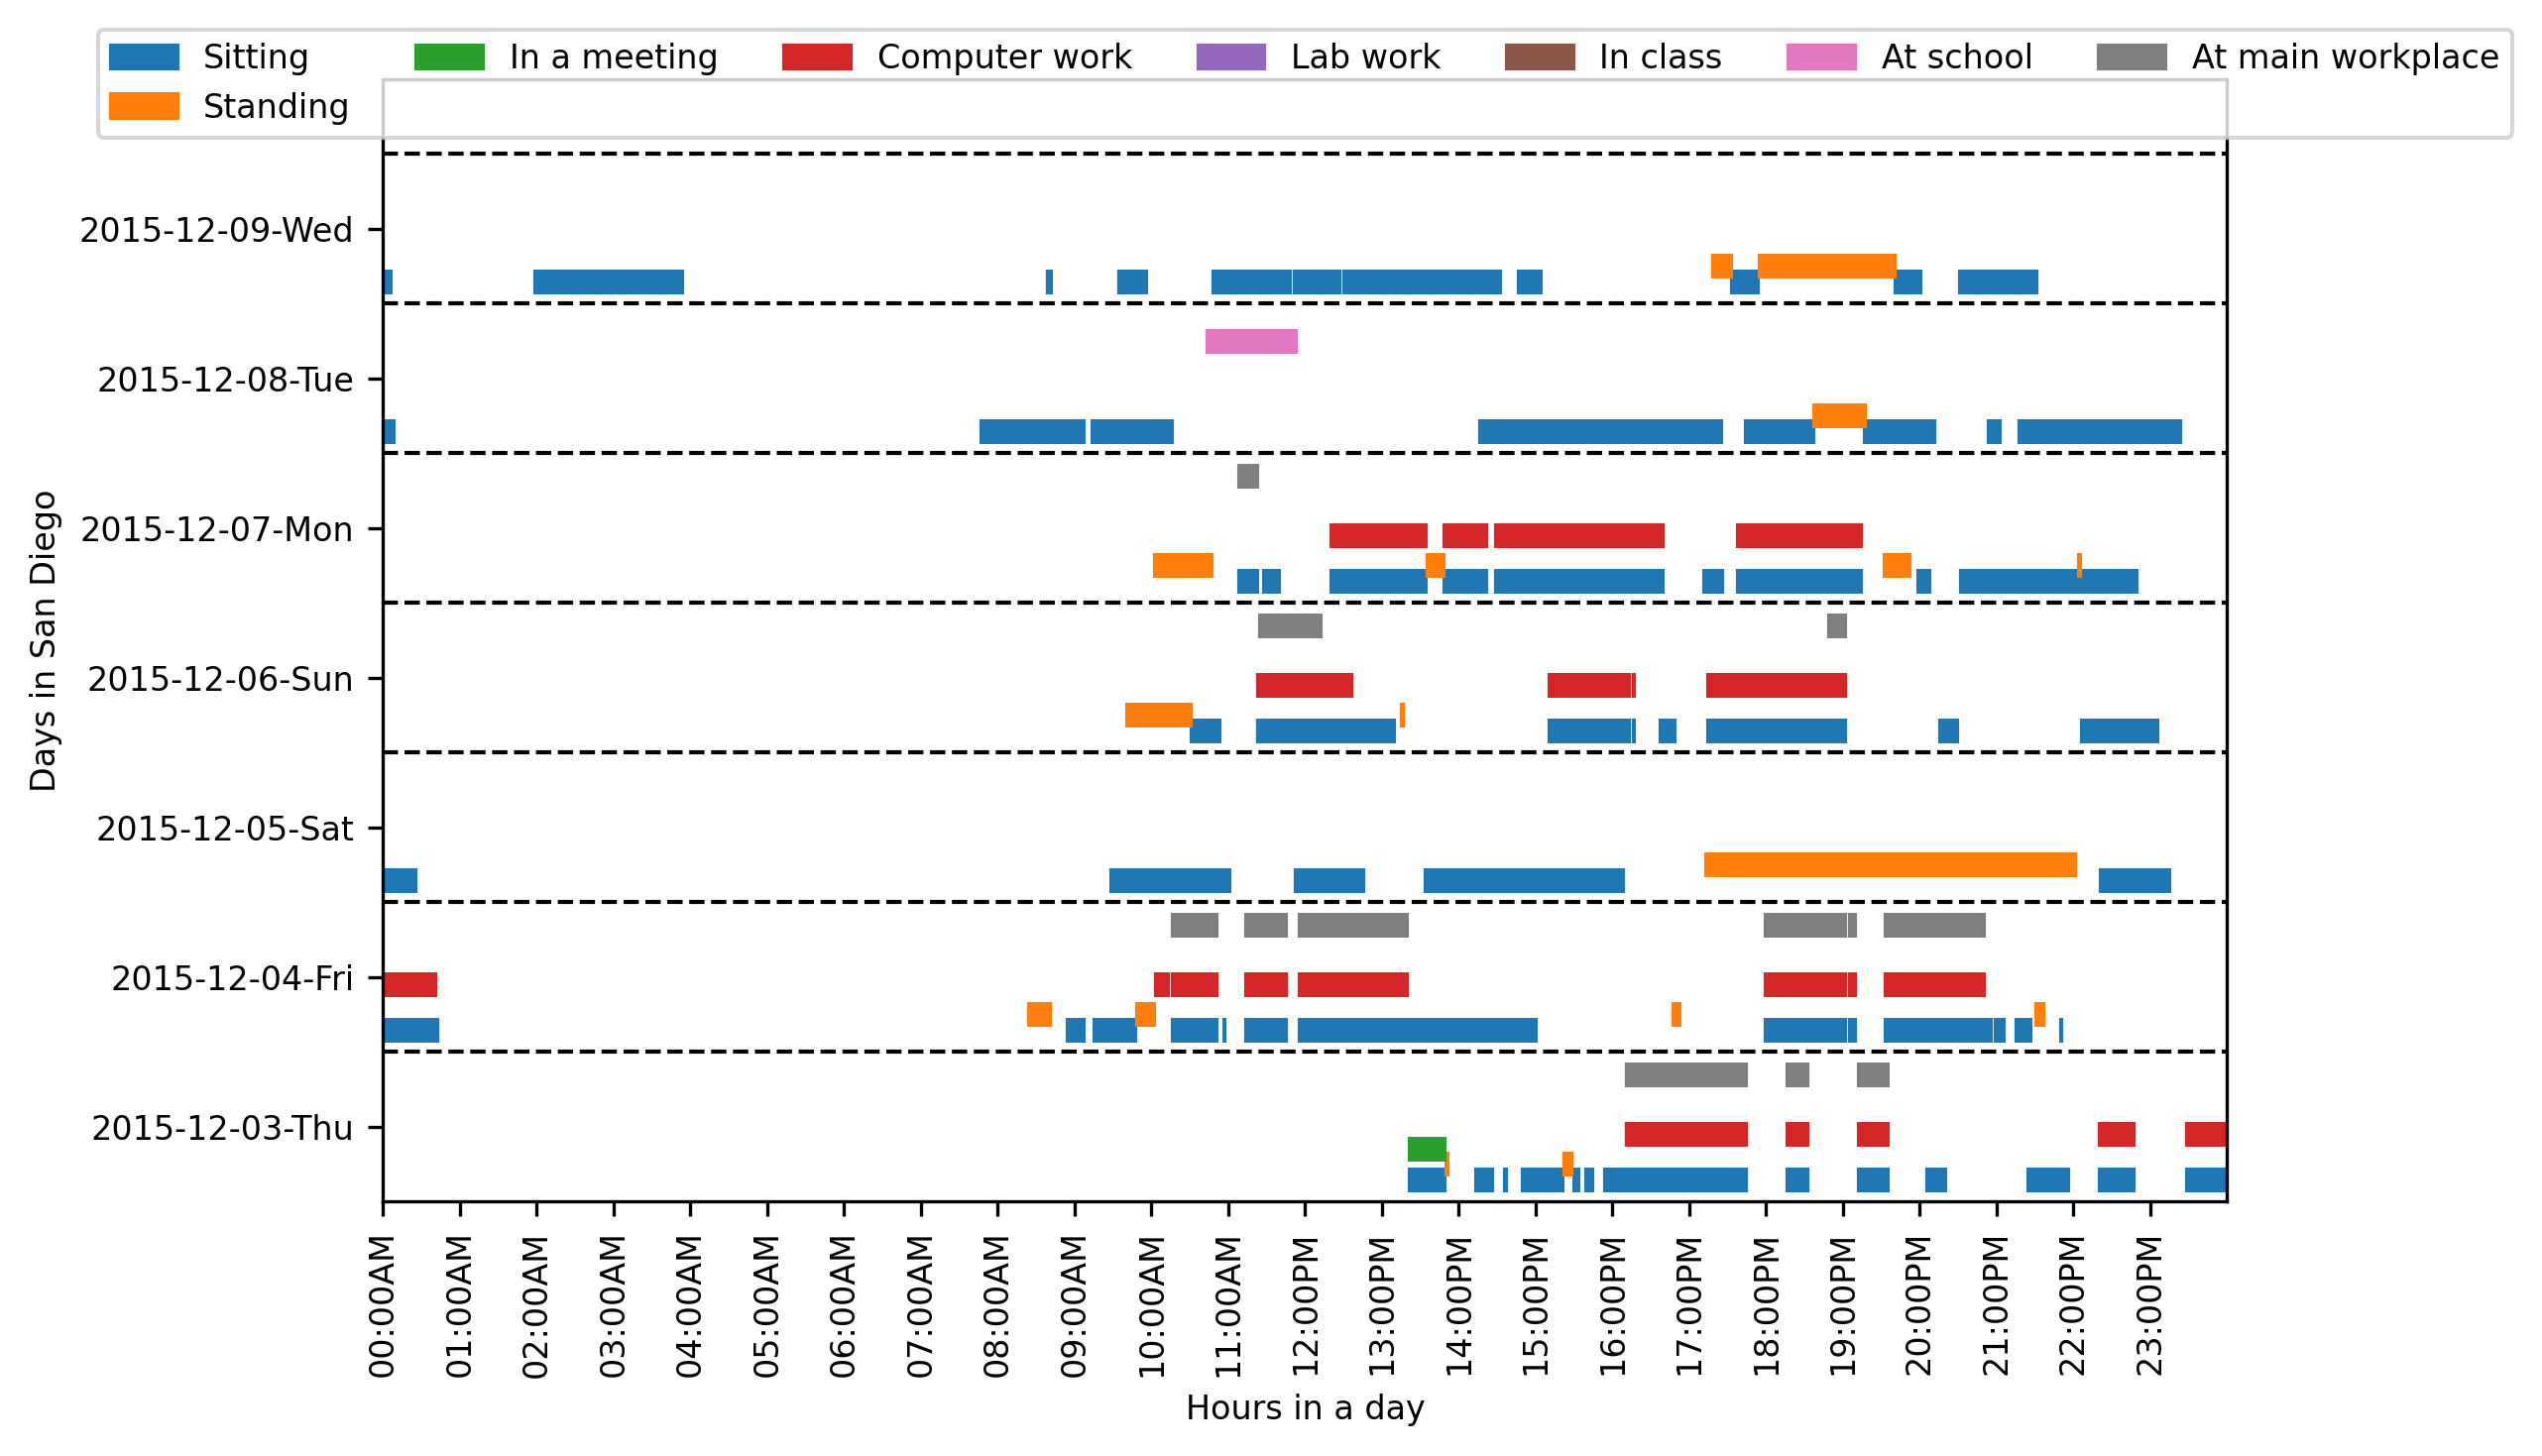 Sitting In a meeting Computer work Lab work In class At school At main workplace
Standing
Days in San Diego
2015-12-09-Wed
2015-12-08-Tue
2015-12-07-Mon
2015-12-06-Sun
2015-12-05-Sat
2015-12-04-Fri
2015-12-03-Thu
00:00AM
01:00AM
02:00AM
03:00AM
04:00AM
05:00AM
06:00AM
07:00AM
08:00AM
09:00AM
10:00AM
11:00AM
12:00PM
13:00PM
14:00PM
15:00PM
16:00PM
17:00PM
18:00PM
19:00PM
20:00PM
21:00PM
22:00PM
23:00PM
Hours in a day